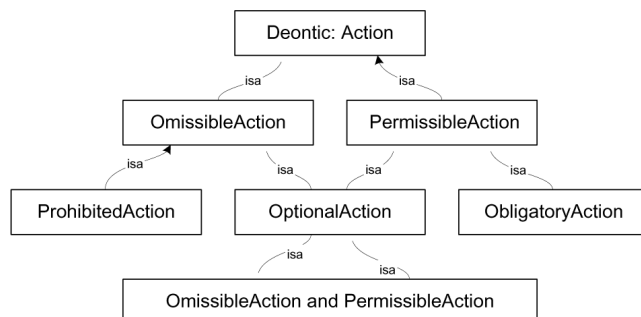 Deontic: Action
isa
isa
OmissibleAction
PermissibleAction
isa
isa
isa
isa
ProhibitedAction
OptionalAction
ObligatoryAction
isa
isa
OmissibleAction and PermissibleAction